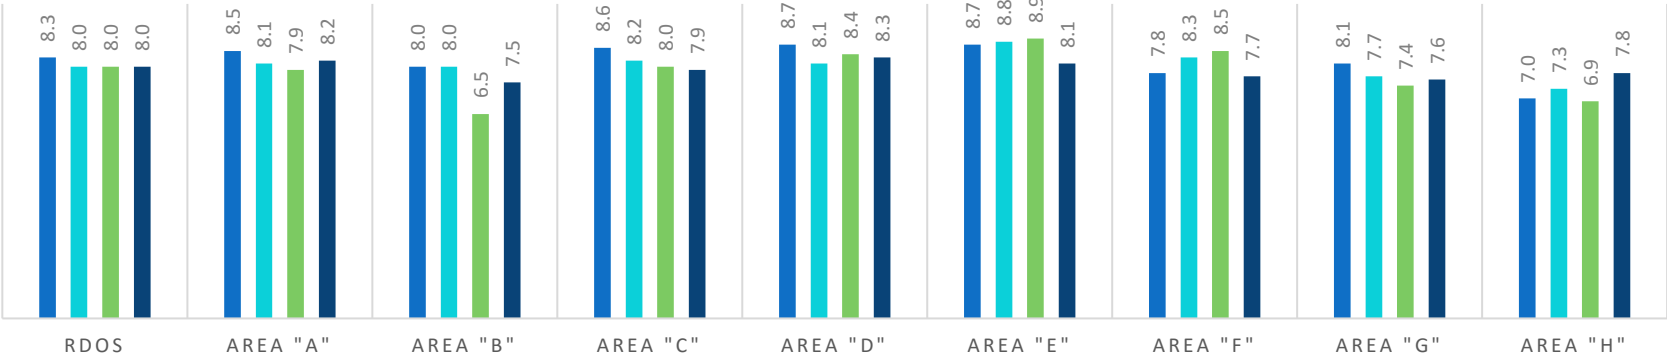 8.3 8.0 8.0 8.0
8.5 8.1 7.9 8.2
8.0 8.0 6.5 7.5
8.6 8.2 8.0 7.9
8.7 8.1 8.4 8.3
8.7 8.8 8.9 8.1
7.8 8.3 8.5 7.7
8.1 7.7 7.4 7.6
7.0 7.3 6.9 7.8
RDOS
AREA "A"
AREA "B"
AREA "C"
AREA "D"
AREA "E"
AREA "F"
AREA "G"
AREA "H"